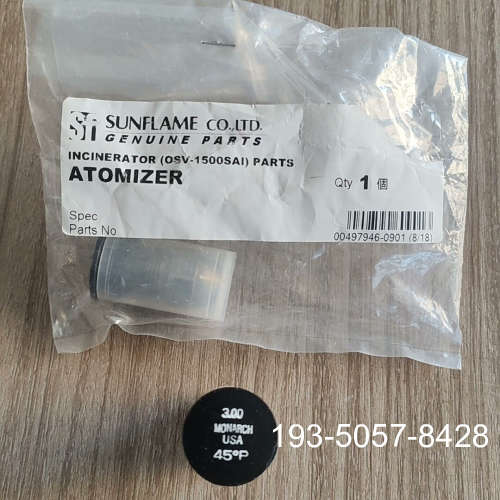 SUNFLAME CO.,LTD.
GENUINE PARTS
INCINERATOR (OSV-1500SAI) PARTS
ATOMIZER
Qty 1 個
Spec
Parts No
00497946-0901 (8/18)
3.00
MONARCH
USA
45°P
193-5057-8428